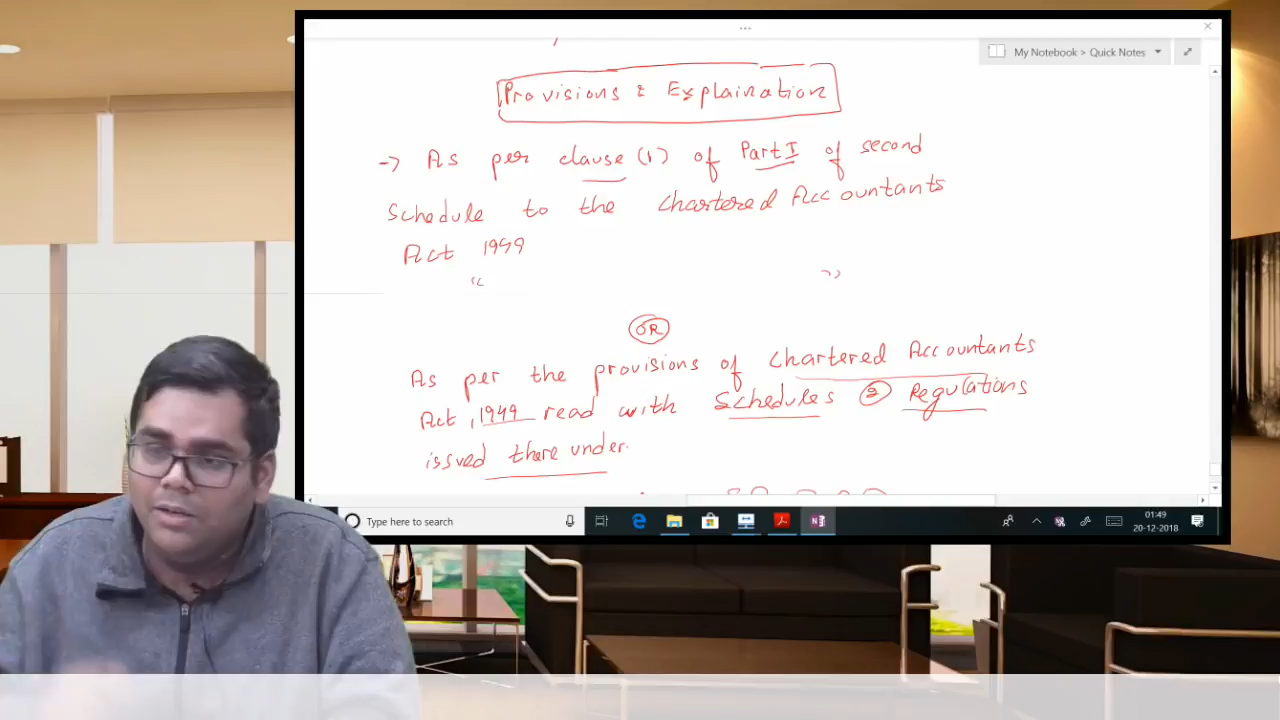 ...
My Notebook > Quick Notes
Provisions & Explaination
-> As per clause (1) of Part I of second
Schedule to the Chartered Accountants
Act 1949
“ ”
OR
As per the provisions of Chartered Accountants
Act, 1949 read with Schedules & Regulations
issued there under.
Type here to search
01:49
20-12-2018